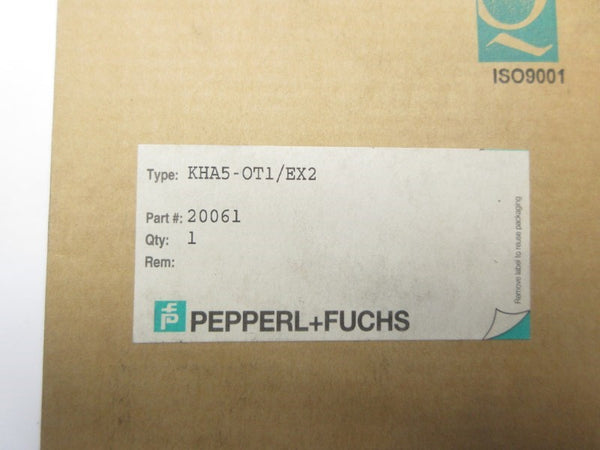 Q
ISO9001
Type: KHA5-OT1/EX2
Part #: 20061
Qty: 1
Rem:
Remove label to reuse packaging
PEPPERL+FUCHS